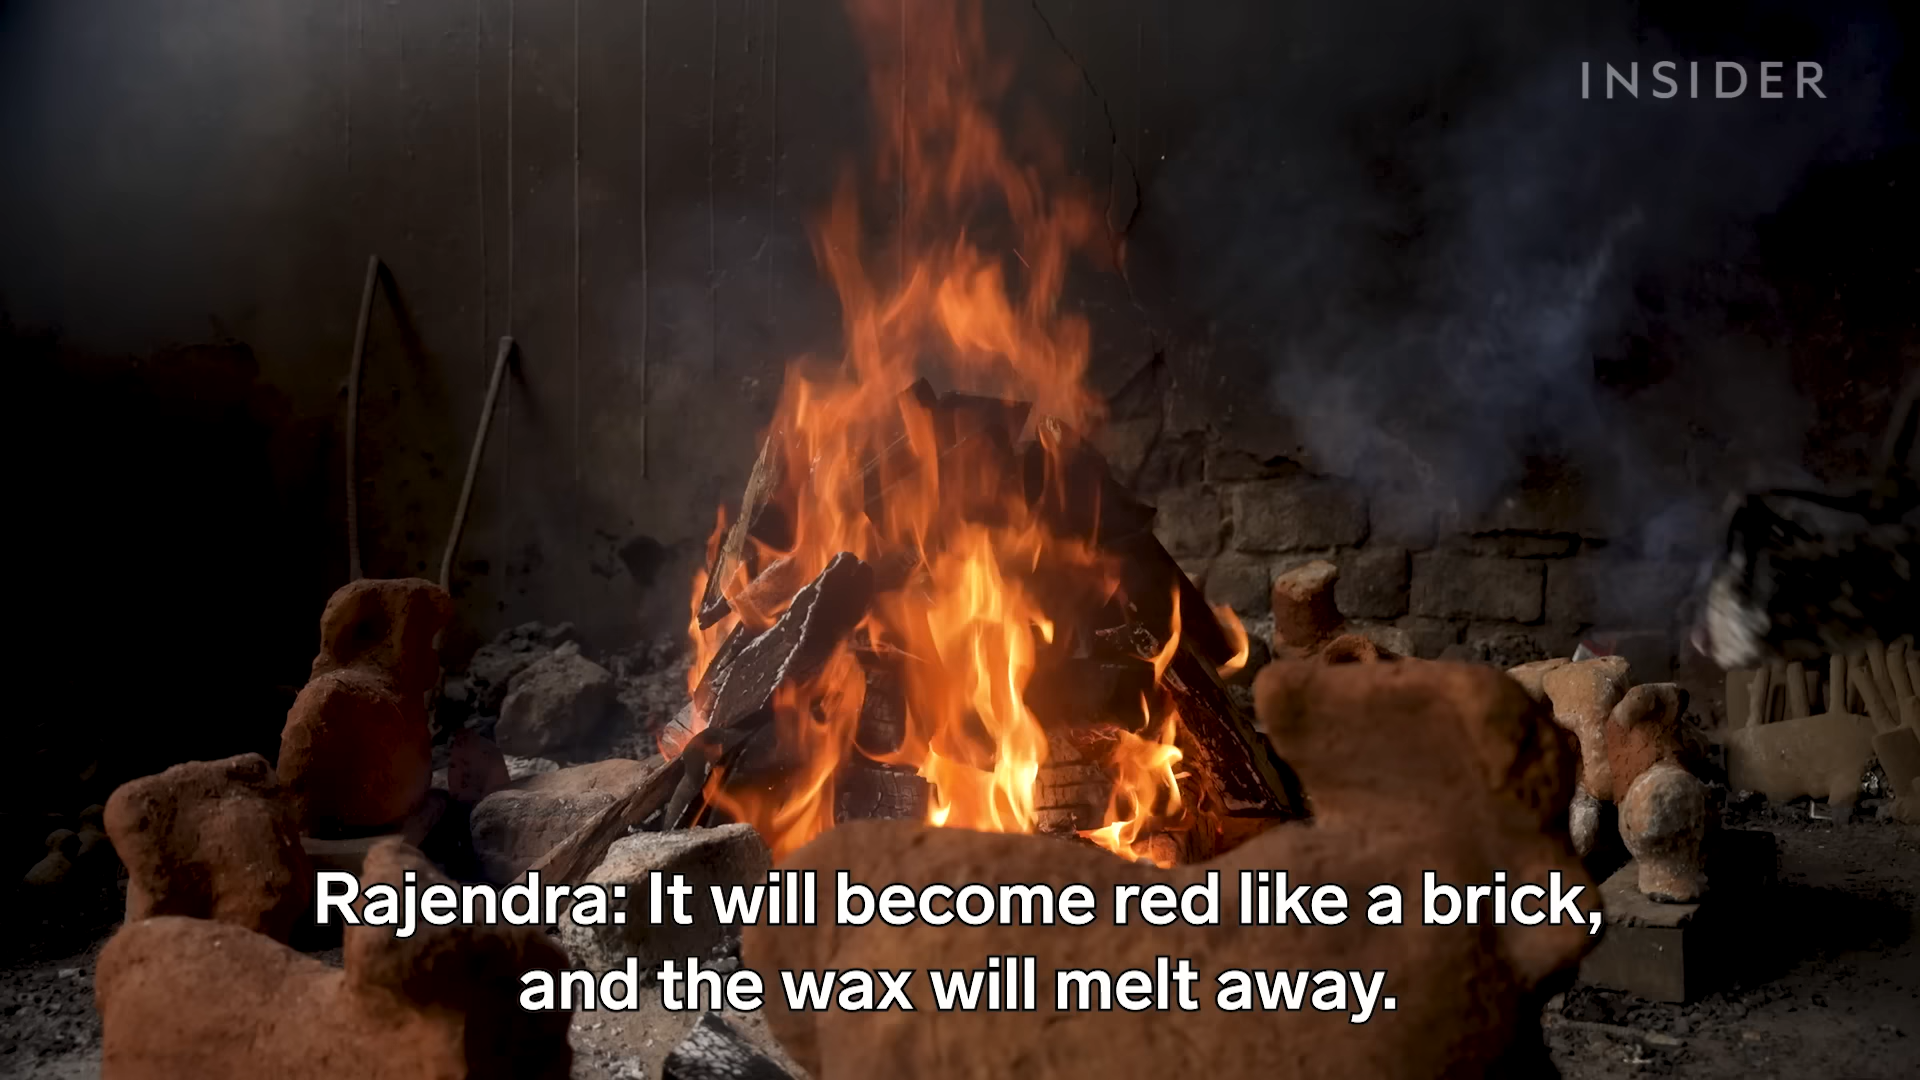 INSIDER
Rajendra: It will become red like a brick,
and the wax will melt away.